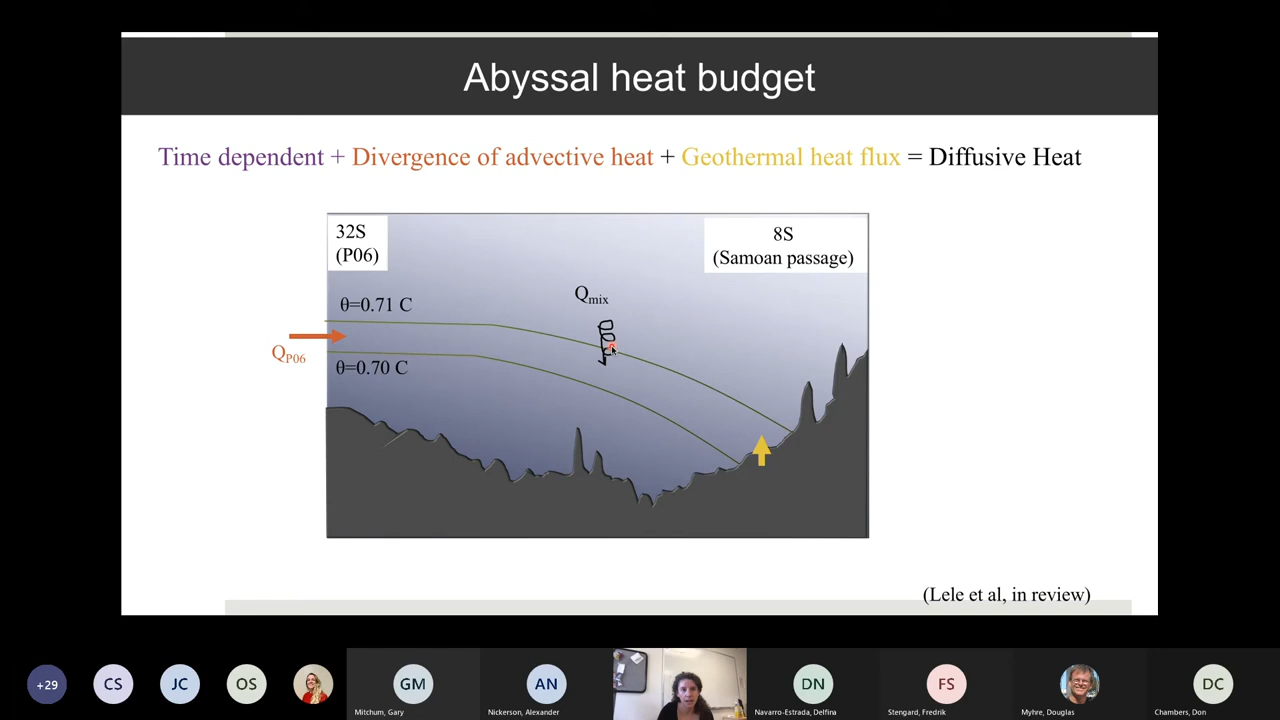 Abyssal heat budget
Time dependent + Divergence of advective heat + Geothermal heat flux = Diffusive Heat
32S
(P06)
8S
(Samoan passage)
Qmix
θ=0.71 C
QP06
θ=0.70 C
(Lele et al, in review)
+29
CS
JC
OS
GM
AN
DN
FS
DC
Mitchum, Gary
Nickerson, Alexander
Navarro-Estrada, Delfina
Stengard, Fredrik
Myhre, Douglas
Chambers, Don